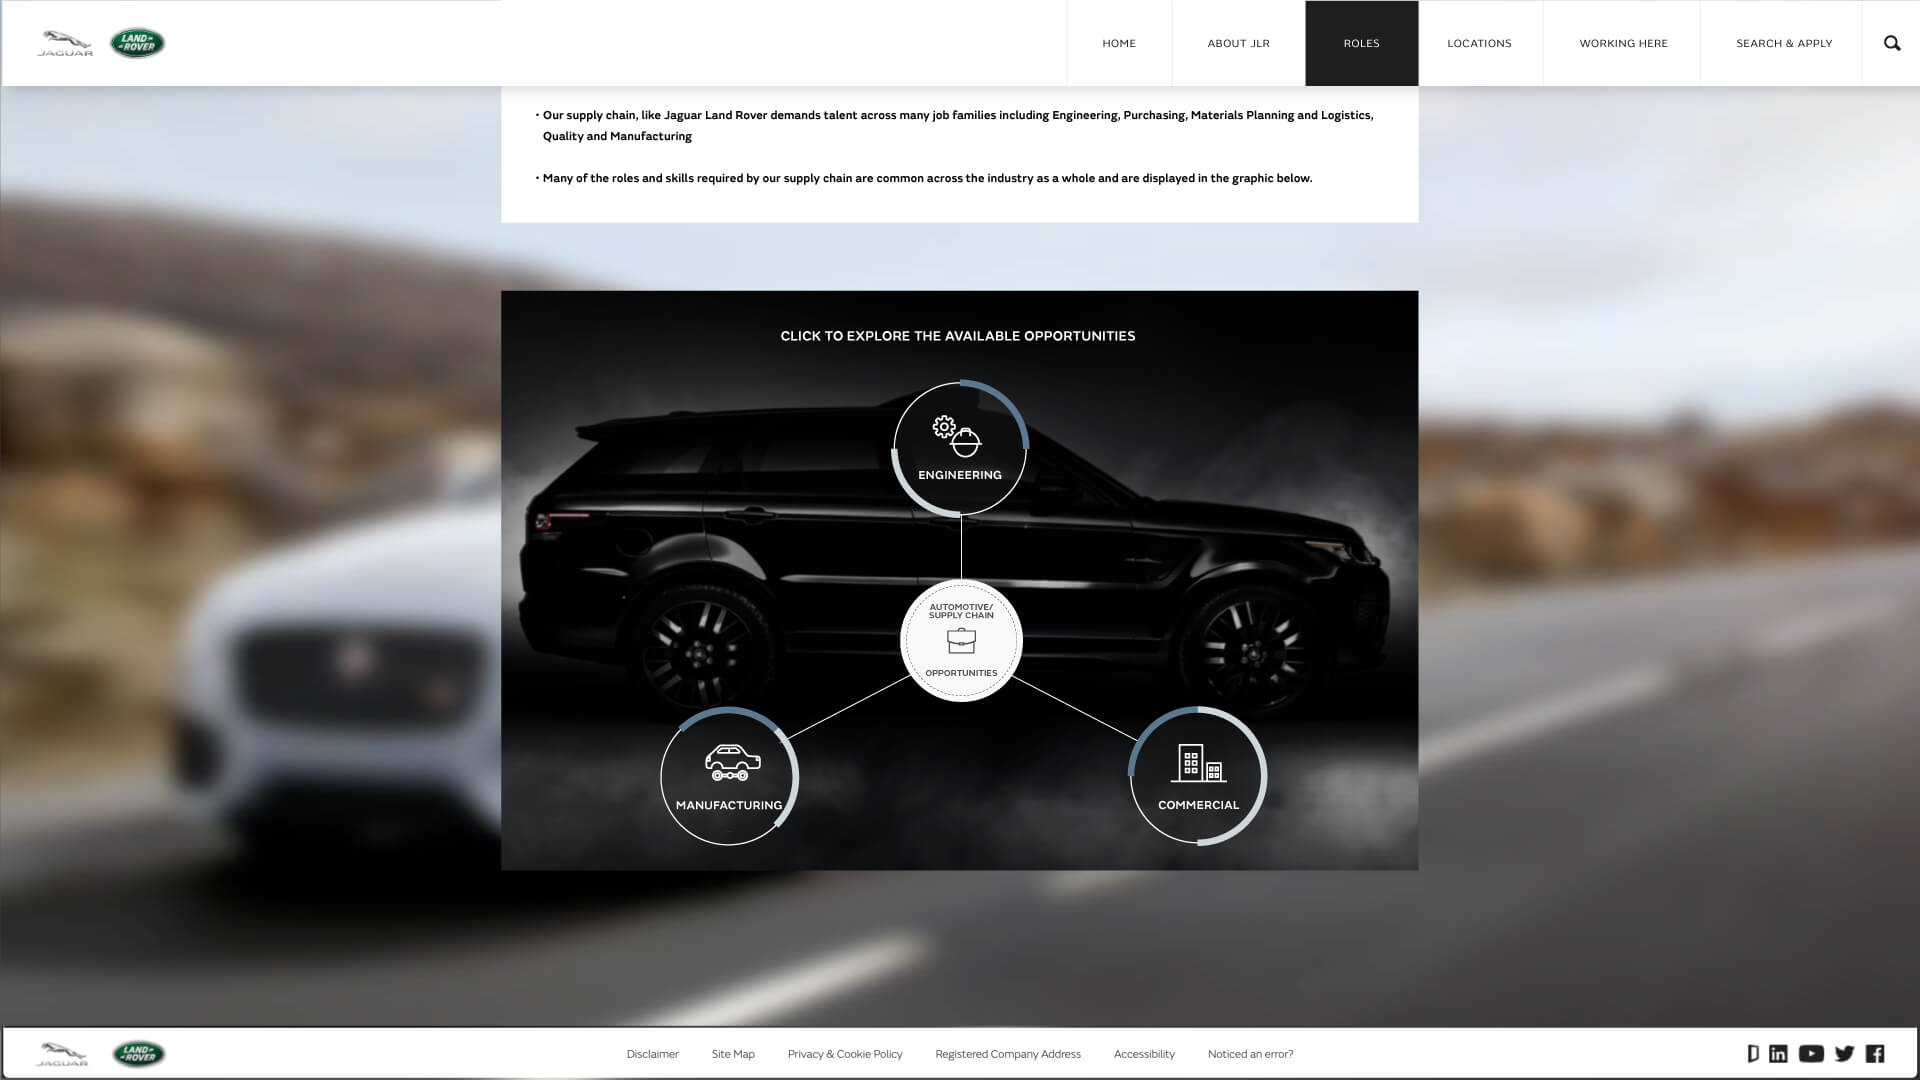 JAGUAR
LAND-
-ROVER
HOME
ABOUT JLR
ROLES
LOCATIONS
WORKING HERE
SEARCH & APPLY
• Our supply chain, like Jaguar Land Rover demands talent across many job families including Engineering, Purchasing, Materials Planning and Logistics,
Quality and Manufacturing
• Many of the roles and skills required by our supply chain are common across the industry as a whole and are displayed in the graphic below.
CLICK TO EXPLORE THE AVAILABLE OPPORTUNITIES
ENGINEERING
AUTOMOTIVE/
SUPPLY CHAIN
OPPORTUNITIES
MANUFACTURING
COMMERCIAL
JAGUAR
LAND-
-ROVER
Disclaimer
Site Map
Privacy & Cookie Policy
Registered Company Address
Accessibility
Noticed an error?